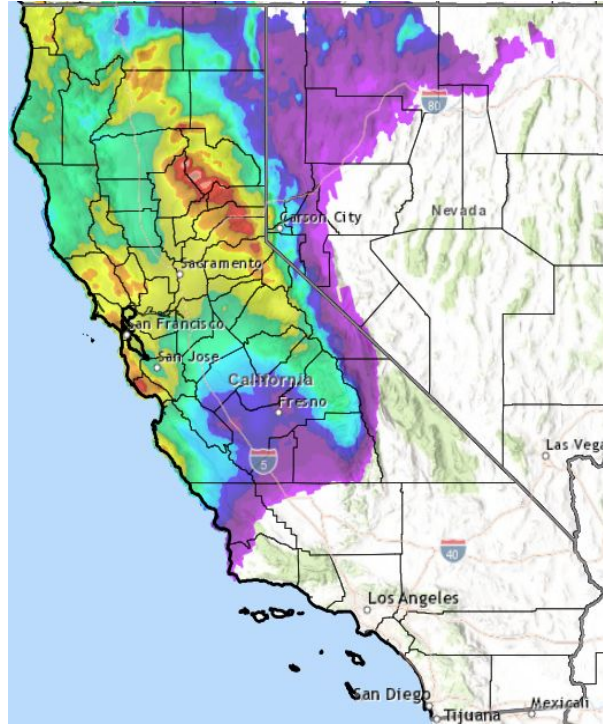 80
Carson City
Nevada
Sacramento
San Francisco
San Jose
California
Fresno
5
Las Vega
40
Los Angeles
San Diego
Tijuana
Mexicali